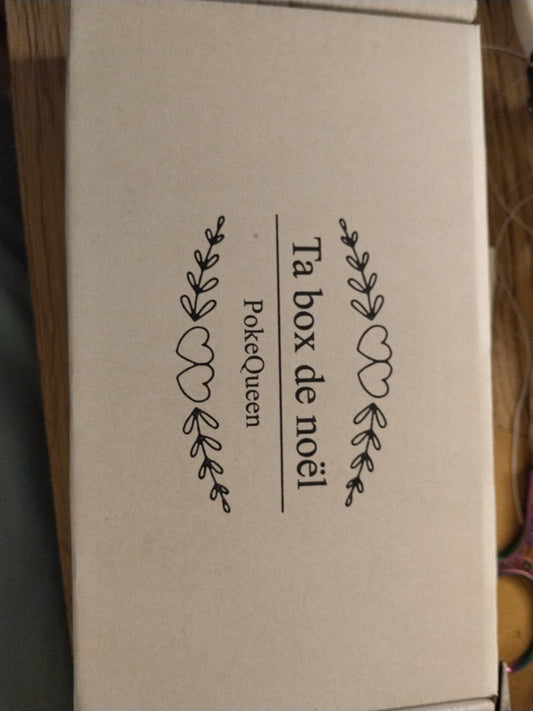 Ta box de noël
PokeQueen